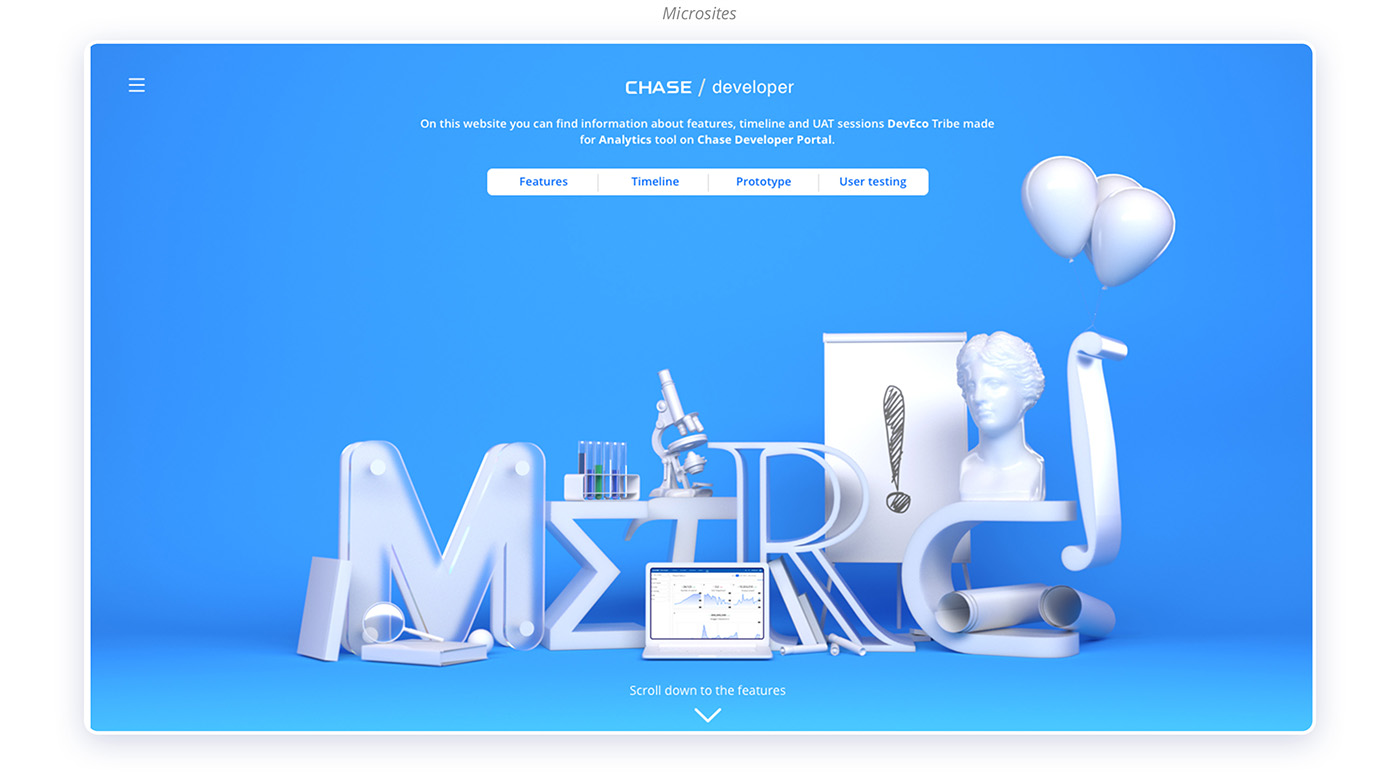 Microsites
CHASE / developer
On this website you can find information about features, timeline and UAT sessions DevEco Tribe made
for Analytics tool on Chase Developer Portal.
Features
Timeline
Prototype
User testing
!
MΣTRC∫
Scroll down to the features